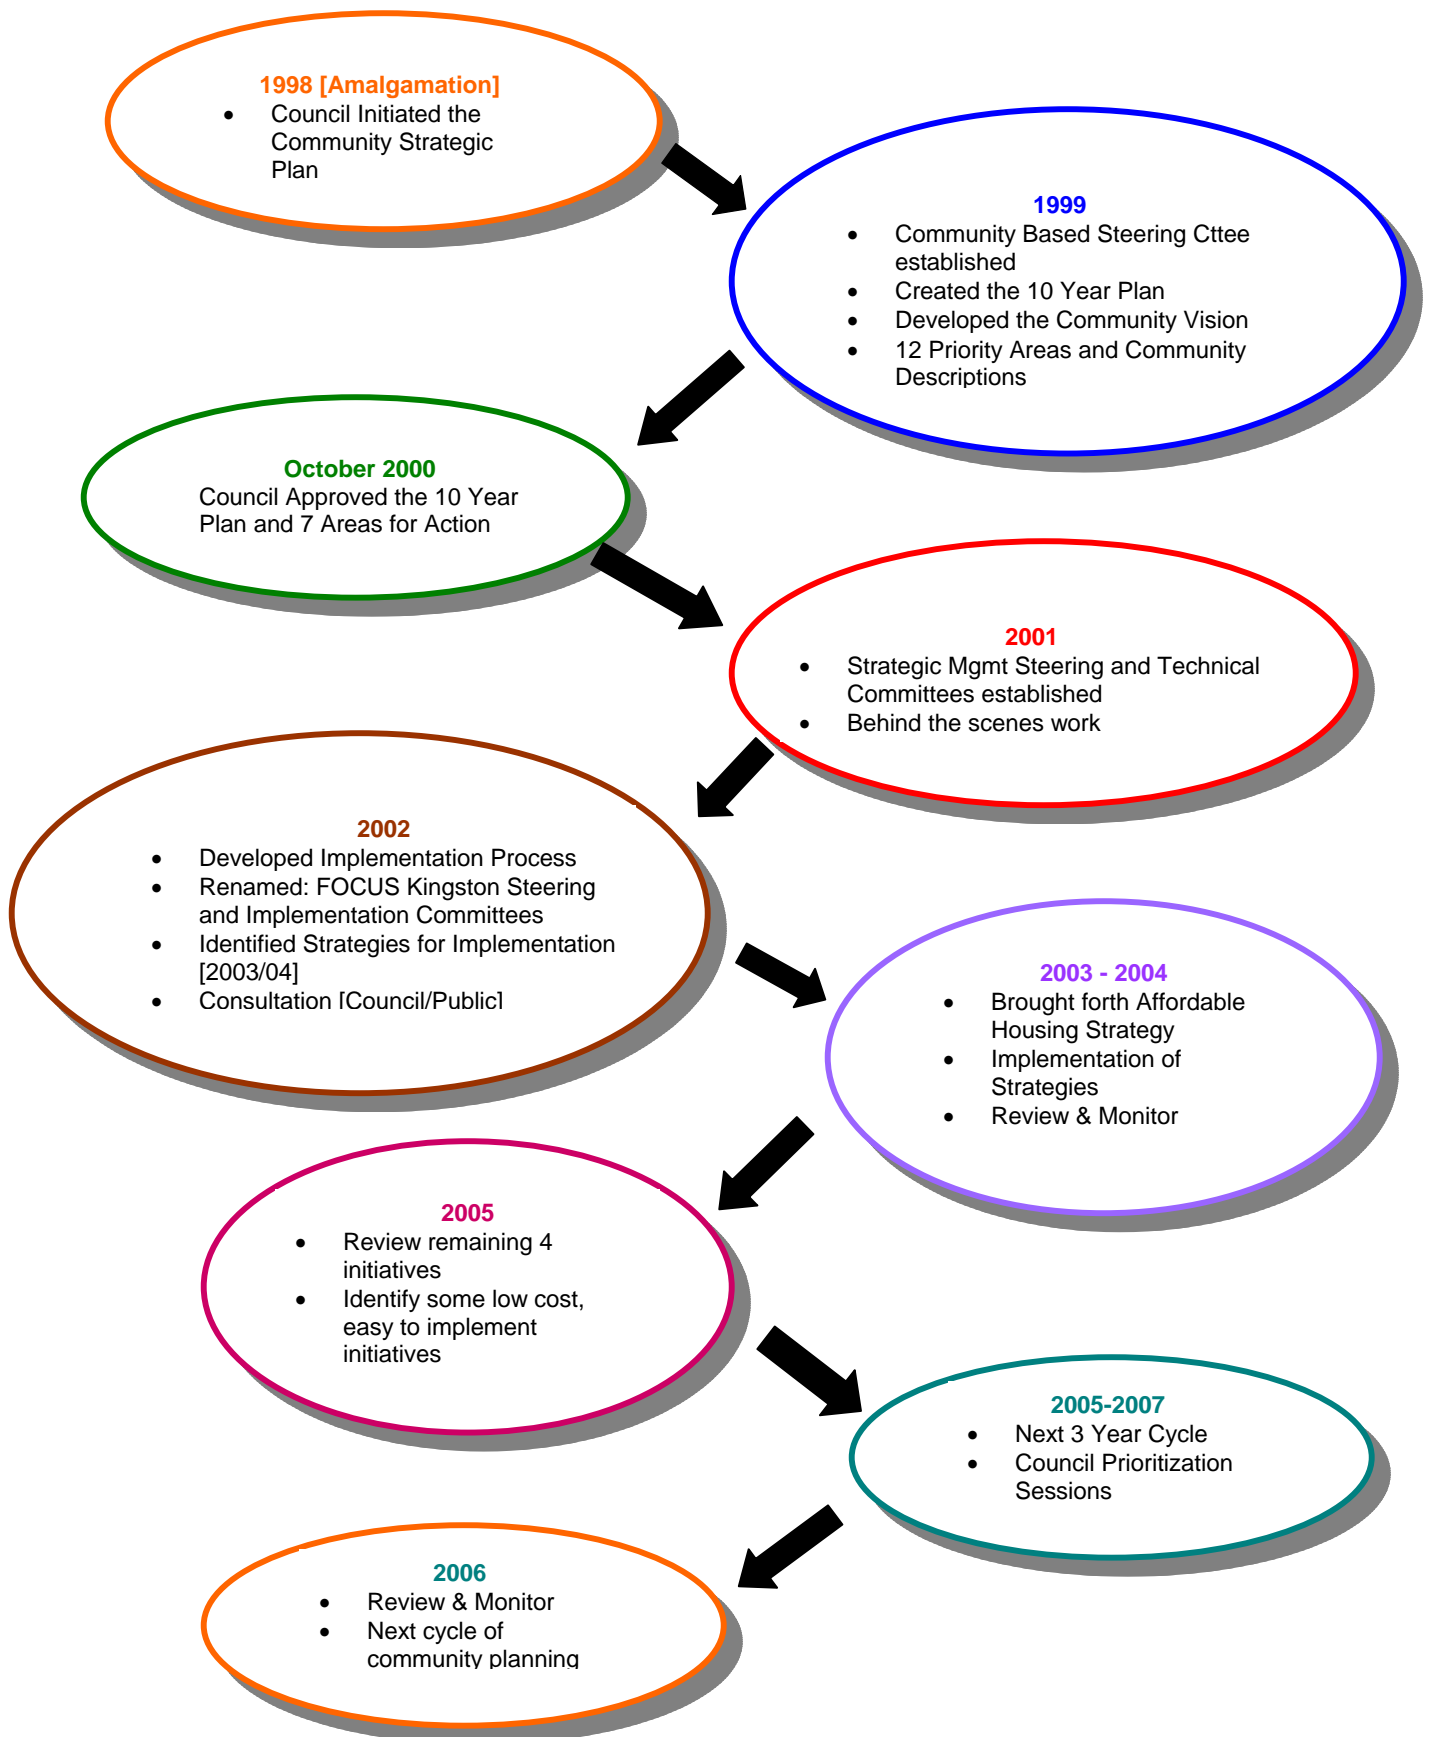 1998 [Amalgamation]
• Council Initiated the
Community Strategic
Plan
1999
• Community Based Steering Cttee
established
• Created the 10 Year Plan
• Developed the Community Vision
• 12 Priority Areas and Community
Descriptions
October 2000
Council Approved the 10 Year
Plan and 7 Areas for Action
2001
• Strategic Mgmt Steering and Technical
Committees established
• Behind the scenes work
2002
• Developed Implementation Process
• Renamed: FOCUS Kingston Steering
and Implementation Committees
• Identified Strategies for Implementation
[2003/04]
• Consultation [Council/Public]
2003 - 2004
• Brought forth Affordable
Housing Strategy
• Implementation of
Strategies
• Review & Monitor
2005
• Review remaining 4
initiatives
• Identify some low cost,
easy to implement
initiatives
2005-2007
• Next 3 Year Cycle
• Council Prioritization
Sessions
2006
• Review & Monitor
• Next cycle of
community planning